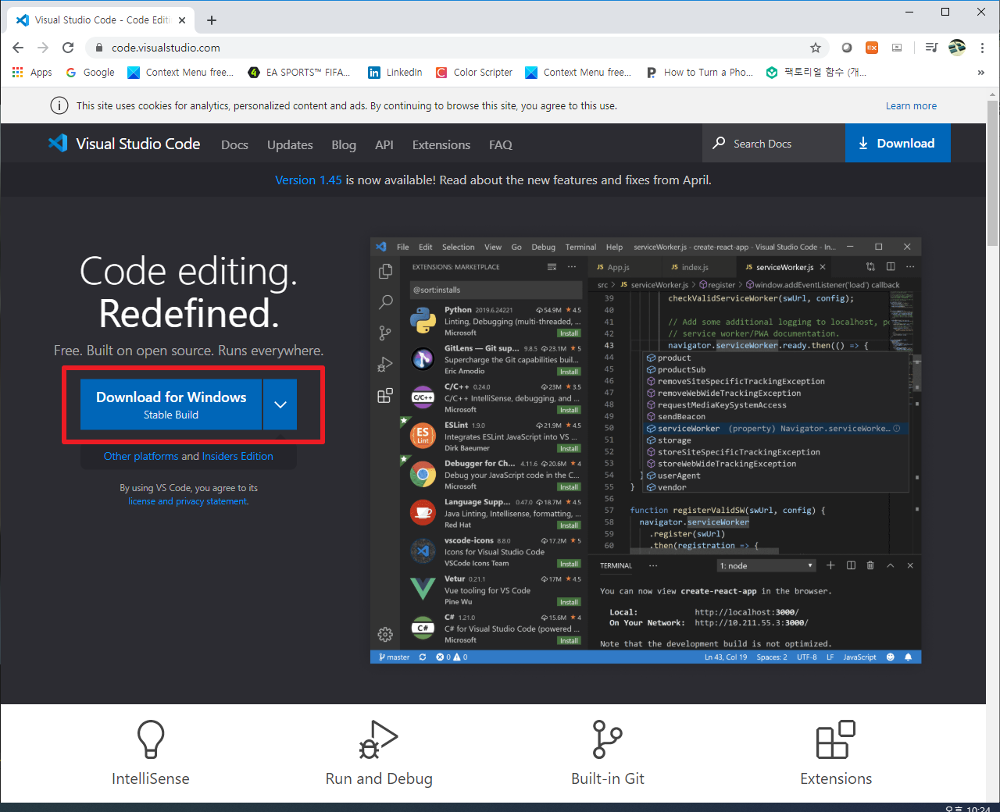 Visual Studio Code - Code Editi
code.visualstudio.com
Apps Google Context Menu free... EA SPORTS™ FIFA... LinkedIn Color Scripter Context Menu free... How to Turn a Pho... 팩토리얼 함수 (개... »
This site uses cookies for analytics, personalized content and ads. By continuing to browse this site, you agree to this use. Learn more
Visual Studio Code Docs Updates Blog API Extensions FAQ Search Docs Download
Version 1.45 is now available! Read about the new features and fixes from April.
Code editing.
Redefined.
Free. Built on open source. Runs everywhere.
Download for Windows
Stable Build
Other platforms and Insiders Edition
By using VS Code, you agree to its
license and privacy statement.
File Edit Selection View Go Debug Terminal Help serviceWorker.js - create-react-app - Visual Studio Code - In...
EXTENSIONS: MARKETPLACE
@sort:installs
Python 2019.6.24221 54.9M ★ 4.5
Linting, Debugging (multi-threaded, ...
Microsoft Install
GitLens — Git sup... 9.8.5 23.1M ★ 5
Supercharge the Git capabilities buil...
Eric Amodio Install
C/C++ 0.24.0 23M ★ 3.5
C/C++ IntelliSense, debugging, and ...
Microsoft Install
ESLint 1.9.0 21.9M ★ 4.5
Integrates ESLint JavaScript into VS ...
Dirk Baeumer Install
Debugger for Ch... 4.11.6 20.6M ★ 4
Debug your JavaScript code in the C...
Microsoft Install
Language Supp... 0.47.0 18.7M ★ 4.5
Java Linting, Intellisense, formatting, ...
Red Hat Install
vscode-icons 8.8.0 17.2M ★ 5
Icons for Visual Studio Code
VSCode Icons Team Install
Vetur 0.21.1 17M ★ 4.5
Vue tooling for VS Code
Pine Wu Install
C# 1.21.0 15.6M ★ 4
C# for Visual Studio Code (powered ...
Microsoft Install
JS App.js JS index.js JS serviceWorker.js
src > JS serviceWorker.js > register > window.addEventListener('load') callback
39 checkValidServiceWorker(swUrl, config);
40
41 // Add some additional logging to localhost, po
42 // service worker/PWA documentation.
43 navigator.serviceWorker.ready.then(() => {
44 product
45 productSub
46 removeSiteSpecificTrackingException
47 removeWebWideTrackingException
48 requestMediaKeySystemAccess
49 sendBeacon
50 serviceWorker (property) Navigator.serviceWorke...
51 storage
52 storeSiteSpecificTrackingException
53 storeWebWideTrackingException
54 } userAgent
55 } vendor
56
57 function registerValidSW(swUrl, config) {
58 navigator.serviceWorker
59 .register(swUrl)
60 .then(registration => {
TERMINAL ... 1: node
You can now view create-react-app in the browser.
Local: http://localhost:3000/
On Your Network: http://10.211.55.3:3000/
Note that the development build is not optimized.
master 0 0 Ln 43, Col 19 Spaces: 2 UTF-8 LF JavaScript
IntelliSense Run and Debug Built-in Git Extensions
오후 10:24